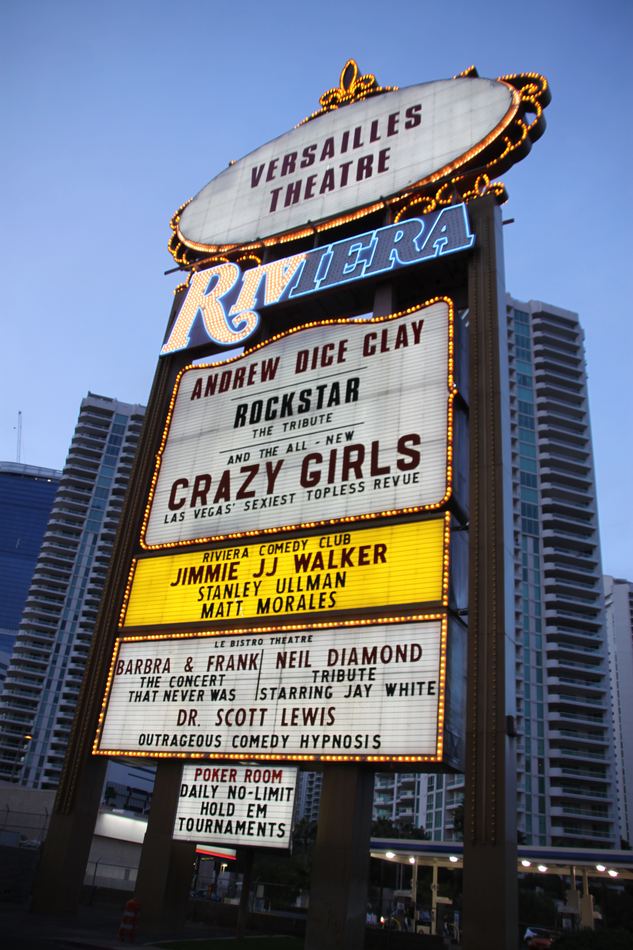 VERSAILLES
THEATRE
RIVIERA
ANDREW DICE CLAY
ROCKSTAR
THE TRIBUTE
AND THE ALL - NEW
CRAZY GIRLS
LAS VEGAS' SEXIEST TOPLESS REVUE
RIVIERA COMEDY CLUB
JIMMIE JJ WALKER
STANLEY ULLMAN
MATT MORALES
LE BISTRO THEATRE
BARBRA & FRANK
THE CONCERT
THAT NEVER WAS
NEIL DIAMOND
TRIBUTE
STARRING JAY WHITE
DR. SCOTT LEWIS
OUTRAGEOUS COMEDY HYPNOSIS
POKER ROOM
DAILY NO-LIMIT
HOLD EM
TOURNAMENTS